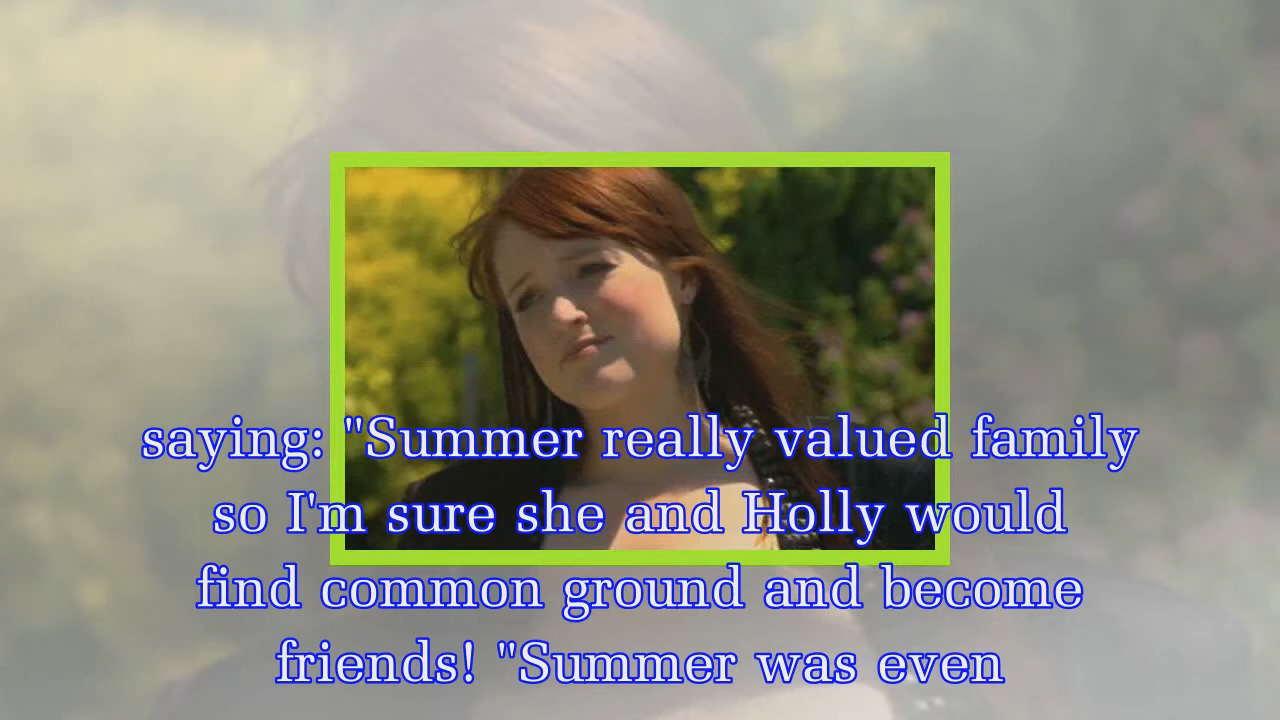 saying: "Summer really valued family
so I'm sure she and Holly would
find common ground and become
friends! "Summer was even